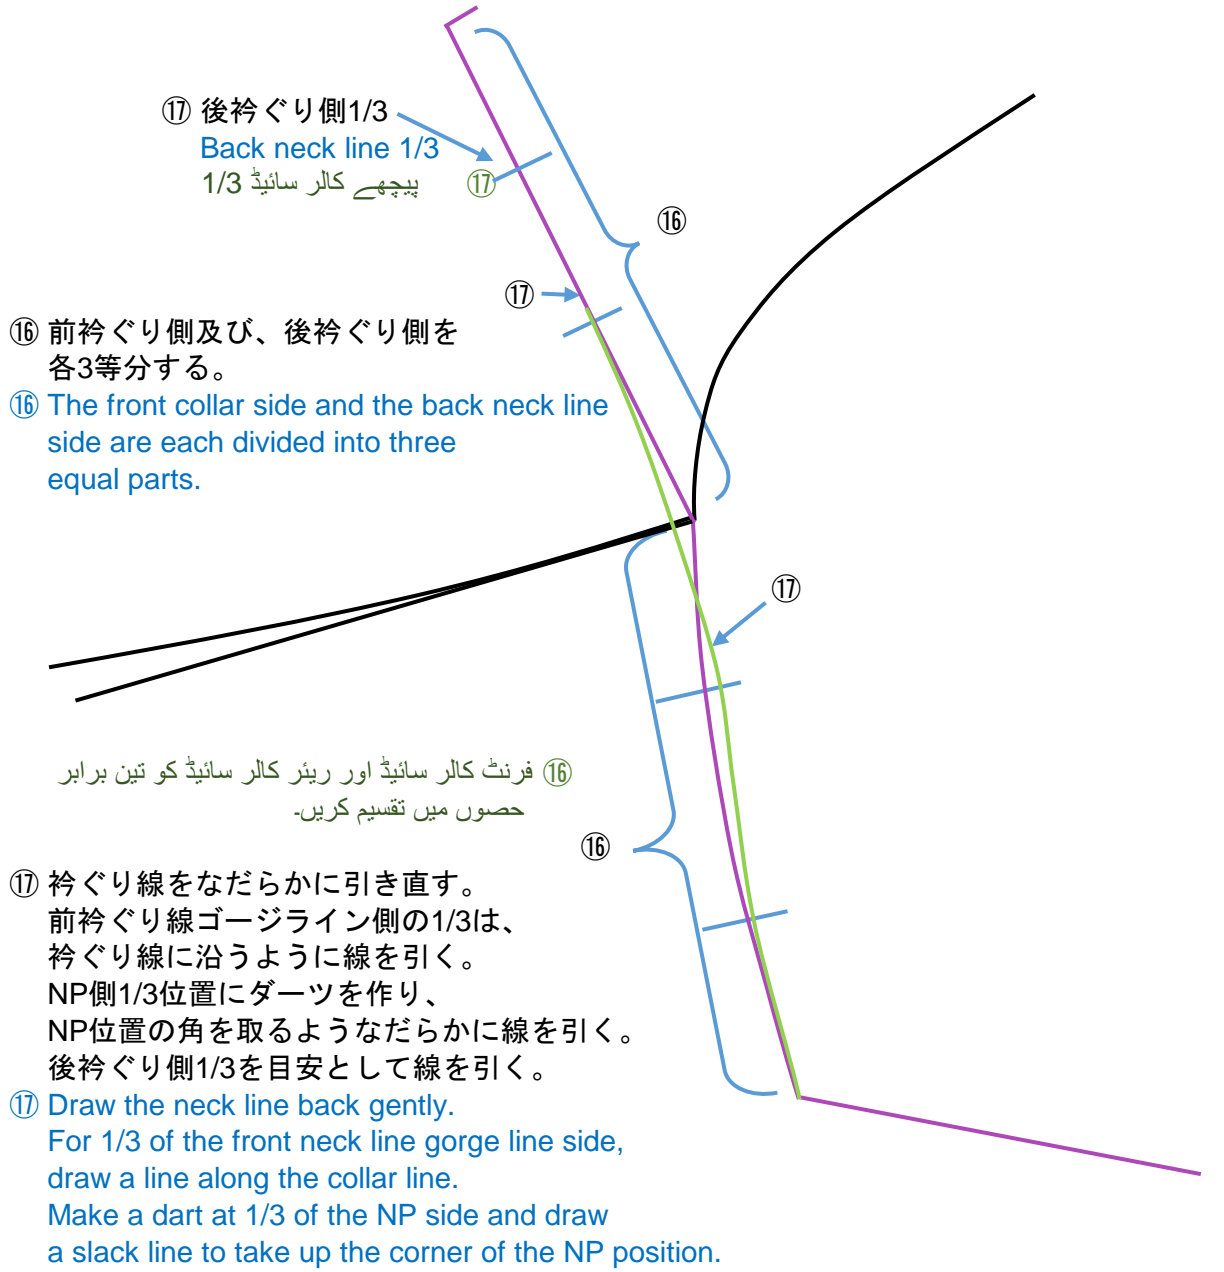 ⑰ 後衿ぐり側1/3
Back neck line 1/3
پیچھے کالر سائیڈ 1/3 ⑰
⑯
⑰
⑯ 前衿ぐり側及び、後衿ぐり側を
各3等分する。
⑯ The front collar side and the back neck line
side are each divided into three
equal parts.
⑰
⑯ فرنٹ کالر سائیڈ اور ریئر کالر سائیڈ کو تین برابر
حصوں میں تقسیم کریں۔
⑯
⑰ 衿ぐり線をなだらかに引き直す。
前衿ぐり線ゴージライン側の1/3は、
衿ぐり線に沿うように線を引く。
NP側1/3位置にダーツを作り、
NP位置の角を取るようなだらかに線を引く。
後衿ぐり側1/3を目安として線を引く。
⑰ Draw the neck line back gently.
For 1/3 of the front neck line gorge line side,
draw a line along the collar line.
Make a dart at 1/3 of the NP side and draw
a slack line to take up the corner of the NP position.